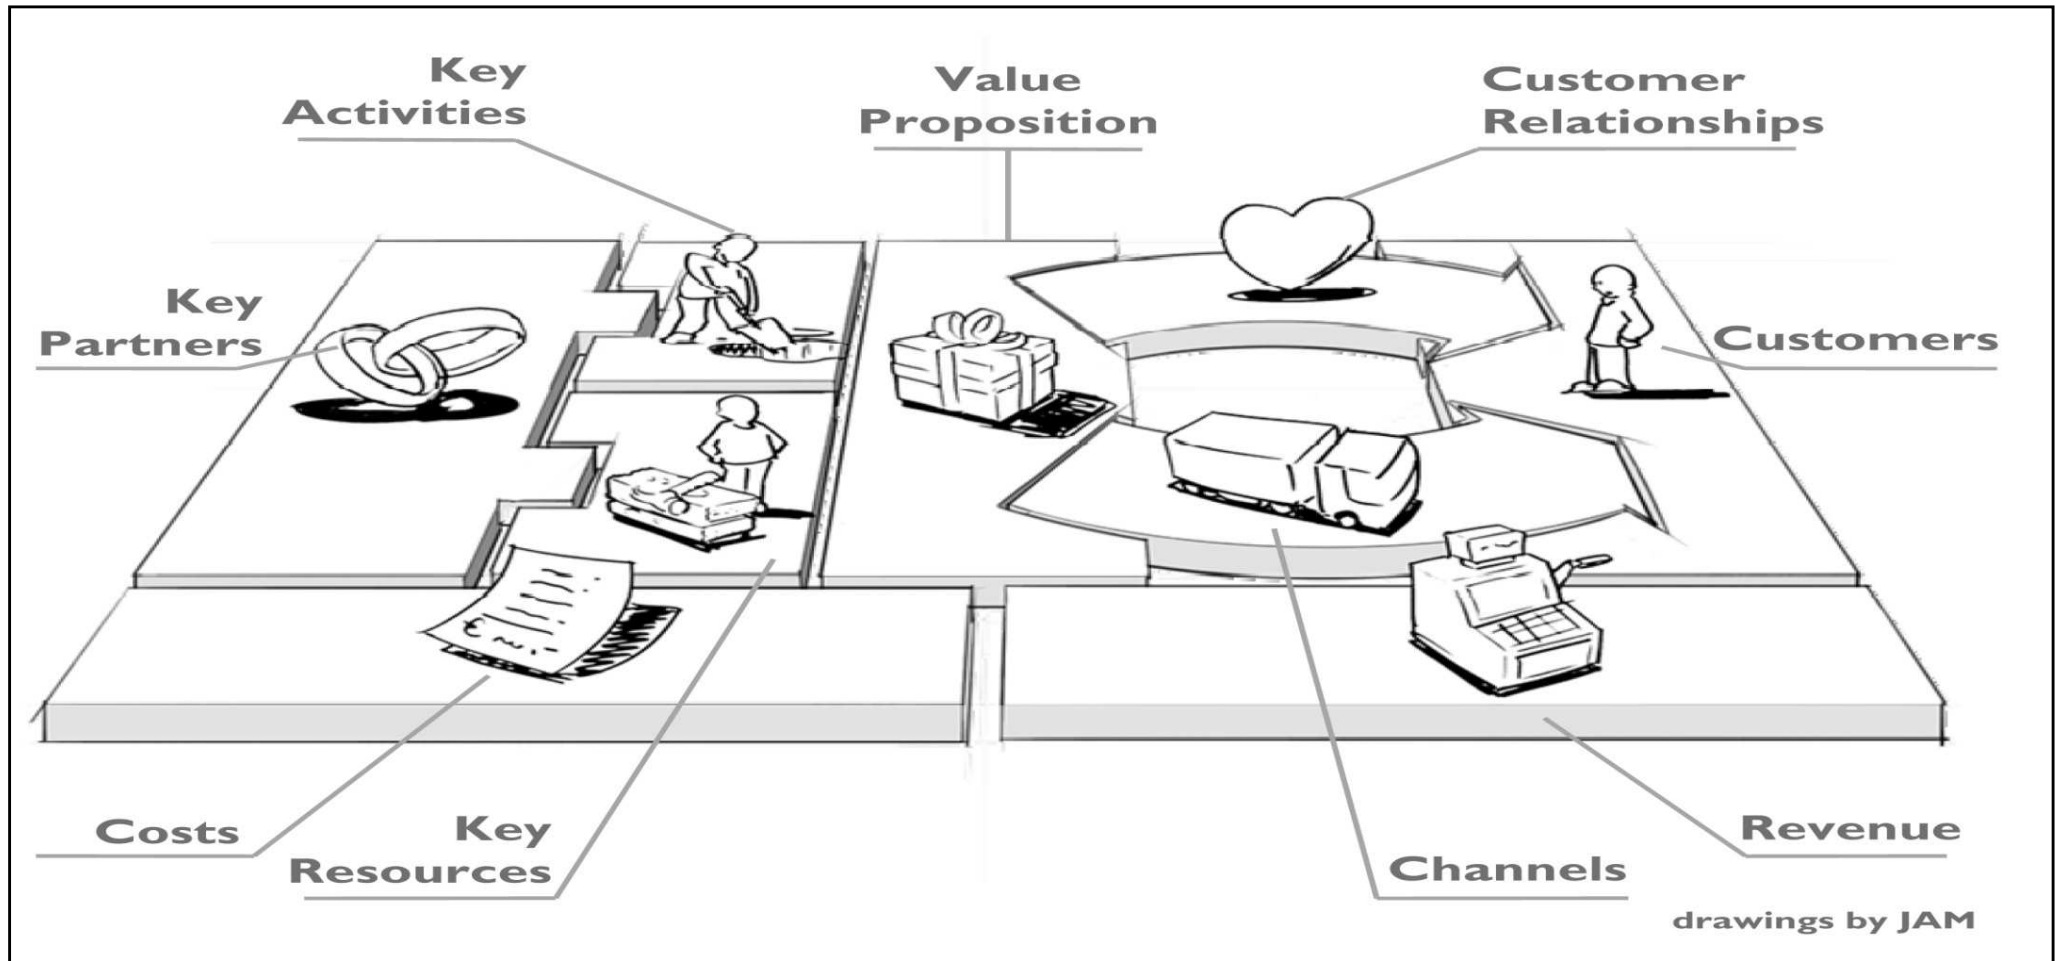 Key
Activities
Value
Proposition
Customer
Relationships
Key
Partners
Customers
€
Costs
Key
Resources
Revenue
Channels
drawings by JAM